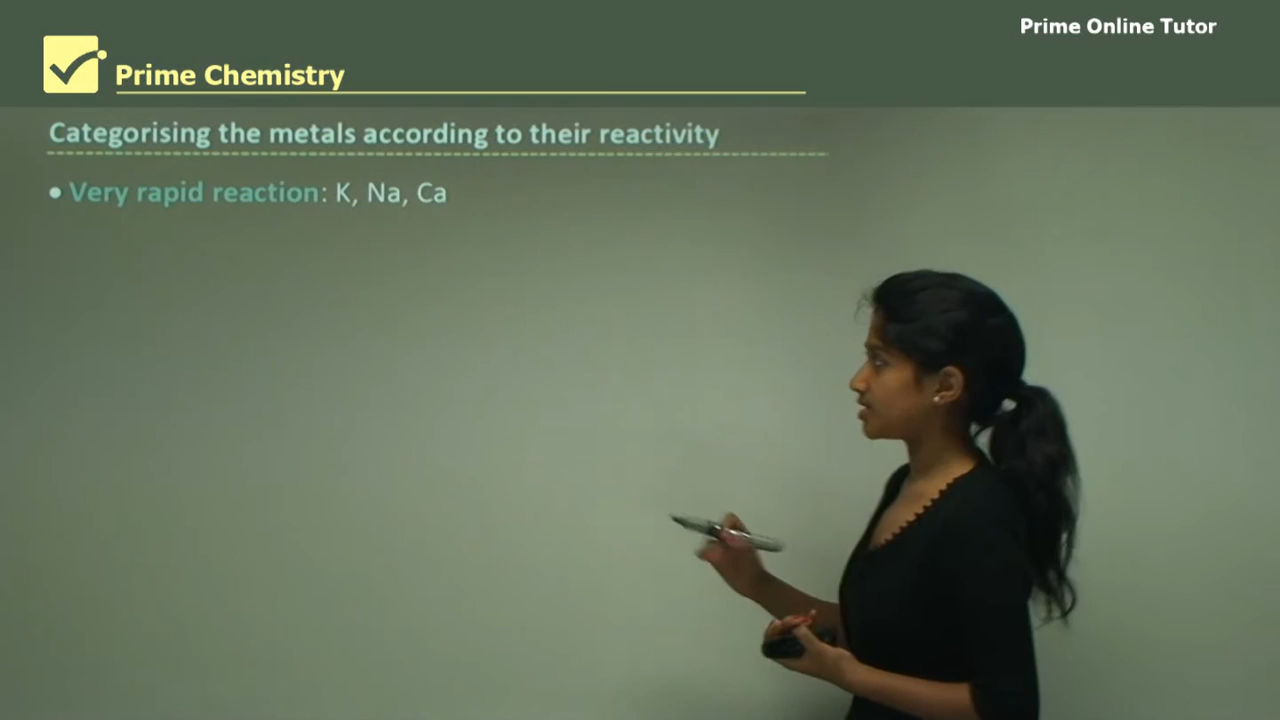 Prime Online Tutor
Prime Chemistry
Categorising the metals according to their reactivity
• Very rapid reaction: K, Na, Ca